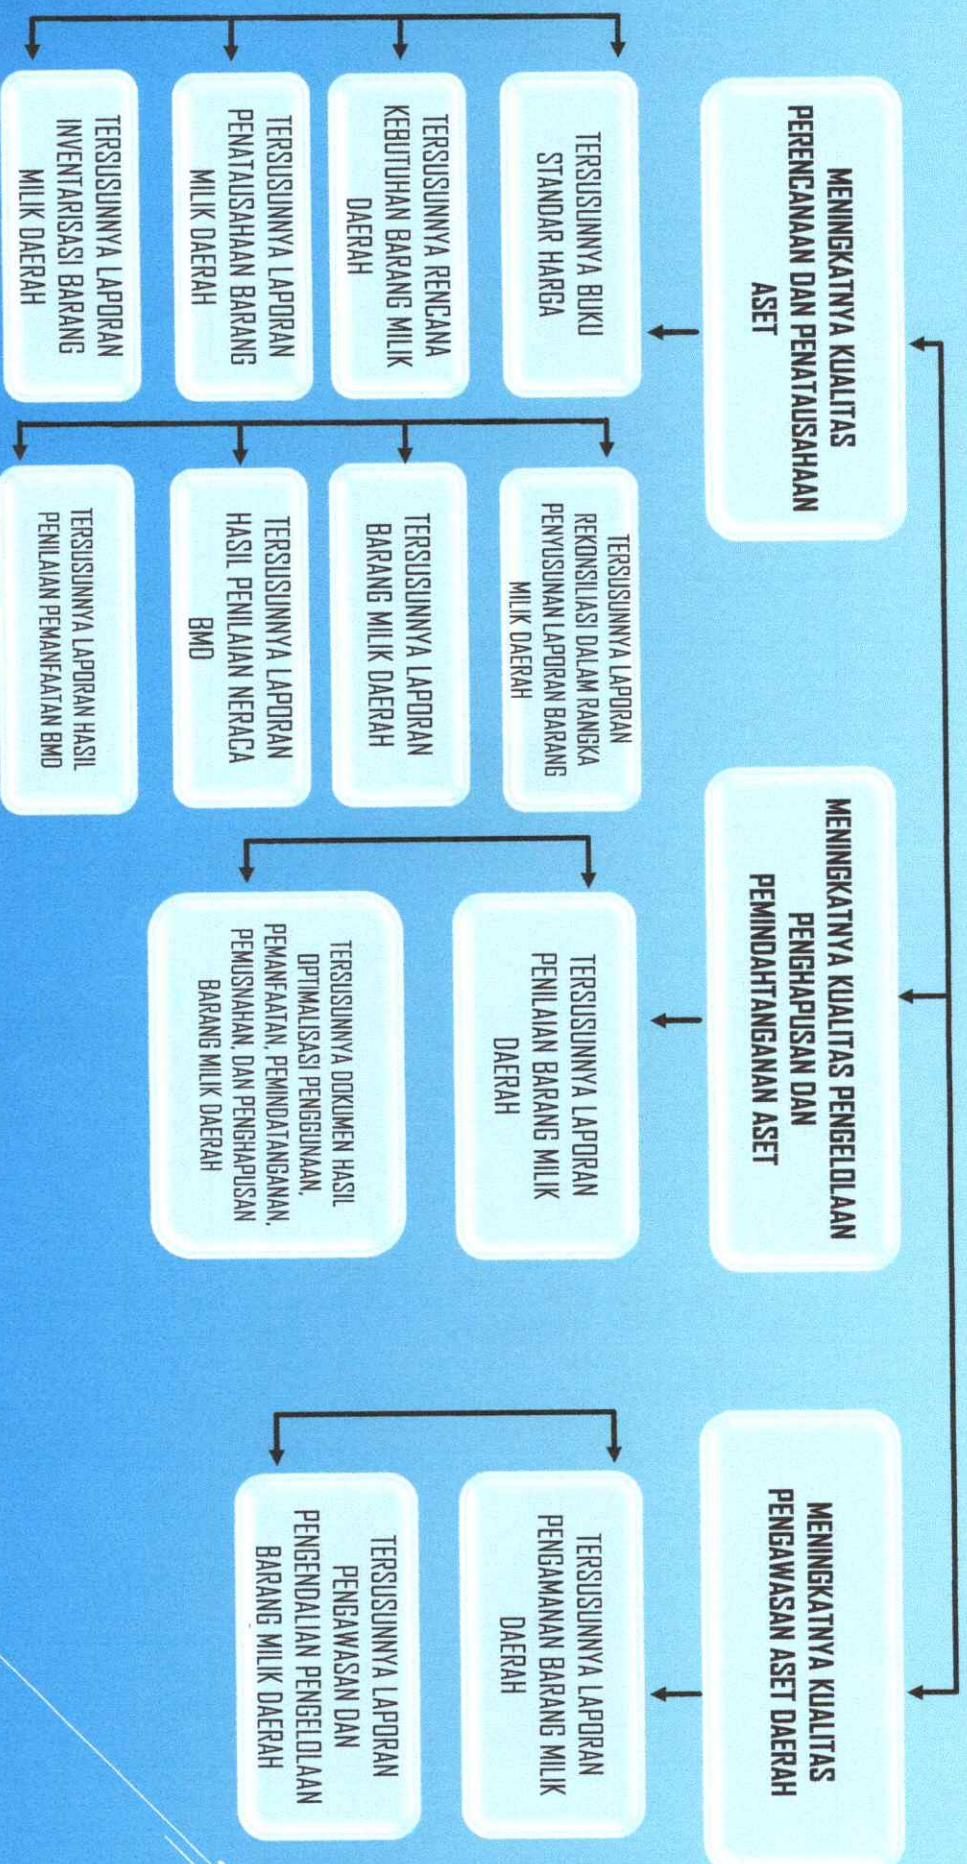 MENINGKATNYA KUALITAS
PERENCANAAN DAN PENATAUSAHAAN
ASET
TERSUSUNNYA BUKU
STANDAR HARGA
TERSUSUNNYA RENCANA
KEBUTUHAN BARANG MILIK
DAERAH
TERSUSUNNYA LAPORAN
PENATAUSAHAAN BARANG
MILIK DAERAH
TERSUSUNNYA LAPORAN
INVENTARISASI BARANG
MILIK DAERAH
TERSUSUNNYA LAPORAN
REKONSILIASI DALAM RANGKA
PENYUSUNAN LAPORAN BARANG
MILIK DAERAH
TERSUSUNNYA LAPORAN
BARANG MILIK DAERAH
TERSUSUNNYA LAPORAN
HASIL PENILAIAN NERACA
BMD
TERSUSUNNYA LAPORAN HASIL
PENILAIAN PEMANFAATAN BMD
MENINGKATNYA KUALITAS PENGELOLAAN
PENGHAPUSAN DAN
PEMINDAHTANGANAN ASET
TERSUSUNNYA LAPORAN
PENILAIAN BARANG MILIK
DAERAH
TERSUSUNNYA DOKUMEN HASIL
OPTIMALISASI PENGGUNAAN,
PEMANFAATAN, PEMINDATANGANAN,
PEMUSNAHAN, DAN PENGHAPUSAN
BARANG MILIK DAERAH
MENINGKATNYA KUALITAS
PENGAWASAN ASET DAERAH
TERSUSUNNYA LAPORAN
PENGAMANAN BARANG MILIK
DAERAH
TERSUSUNNYA LAPORAN
PENGAWASAN DAN
PENGENDALIAN PENGELOLAAN
BARANG MILIK DAERAH